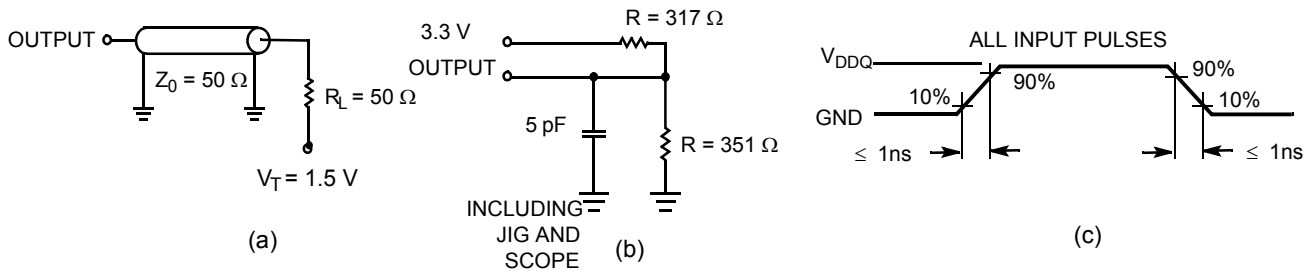 OUTPUT
Z0 = 50 Ω
RL = 50 Ω
VT = 1.5 V
(a)
R = 317 Ω
3.3 V
OUTPUT
5 pF
R = 351 Ω
INCLUDING
JIG AND
SCOPE
(b)
ALL INPUT PULSES
VDDQ
90%
90%
10%
10%
GND
≤ 1ns
≤ 1ns
(c)